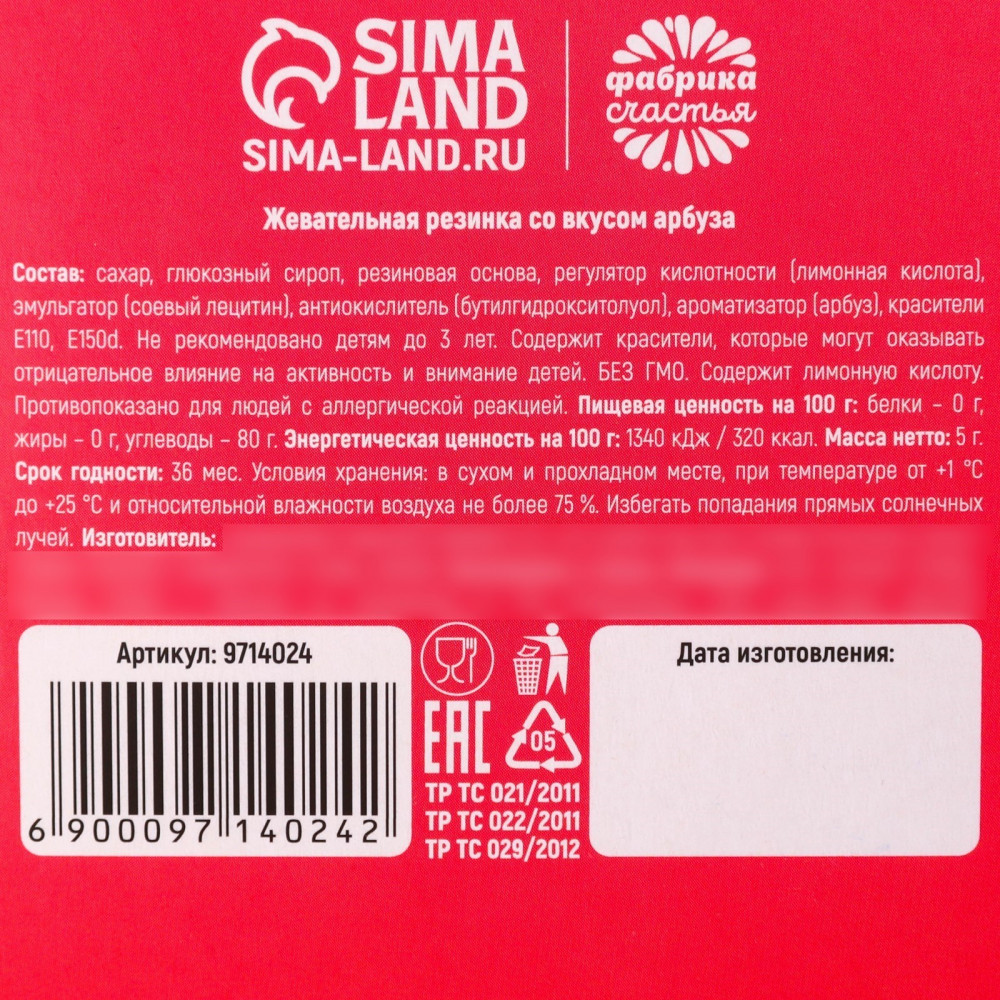 SIMA
LAND
SIMA-LAND.RU
фабрика
счастья
Жевательная резинка со вкусом арбуза
Состав: сахар, глюкозный сироп, резиновая основа, регулятор кислотности (лимонная кислота),
эмульгатор (соевый лецитин), антиокислитель (бутилгидрокситолуол), ароматизатор (арбуз), красители
Е110, Е150d. Не рекомендовано детям до 3 лет. Содержит красители, которые могут оказывать
отрицательное влияние на активность и внимание детей. БЕЗ ГМО. Содержит лимонную кислоту.
Противопоказано для людей с аллергической реакцией. Пищевая ценность на 100 г: белки – 0 г,
жиры – 0 г, углеводы – 80 г. Энергетическая ценность на 100 г: 1340 кДж / 320 ккал. Масса нетто: 5 г.
Срок годности: 36 мес. Условия хранения: в сухом и прохладном месте, при температуре от +1 °С
до +25 °С и относительной влажности воздуха не более 75 %. Избегать попадания прямых солнечных
лучей. Изготовитель:
Артикул: 9714024
6 900097 140242
EAC
05
ТР ТС 021/2011
ТР ТС 022/2011
ТР ТС 029/2012
Дата изготовления: